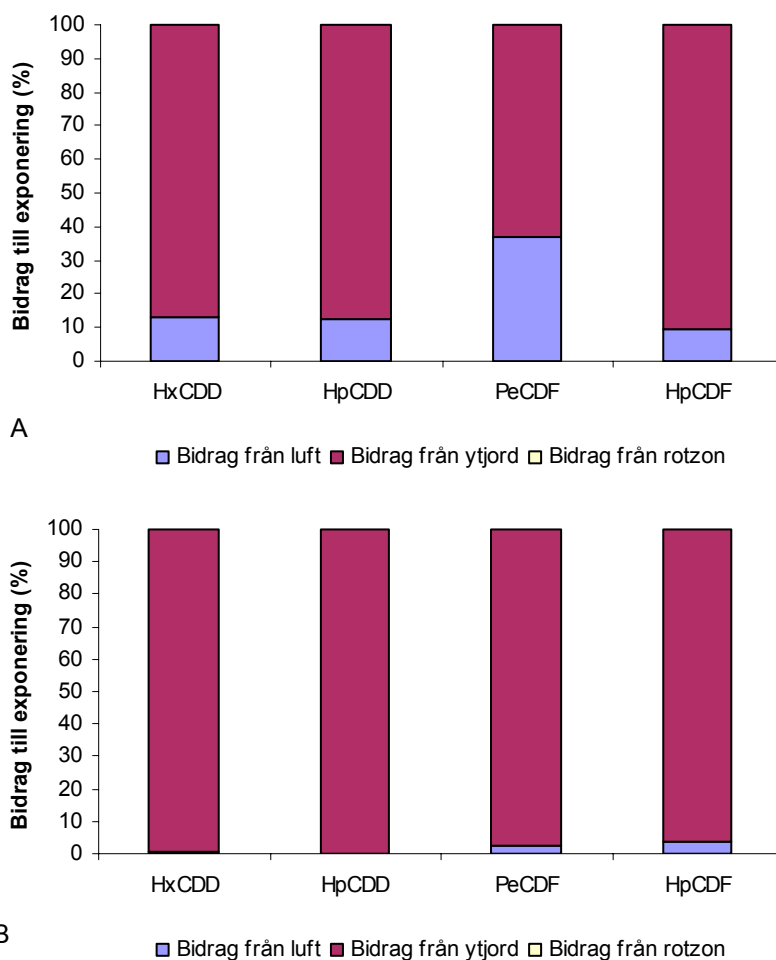 Bidrag till exponering (%)
100
90
80
70
60
50
40
30
20
10
0
HxCDD HpCDD PeCDF HpCDF
A
Bidrag från luft Bidrag från ytjord Bidrag från rotzon
Bidrag till exponering (%)
100
90
80
70
60
50
40
30
20
10
0
HxCDD HpCDD PeCDF HpCDF
B
Bidrag från luft Bidrag från ytjord Bidrag från rotzon